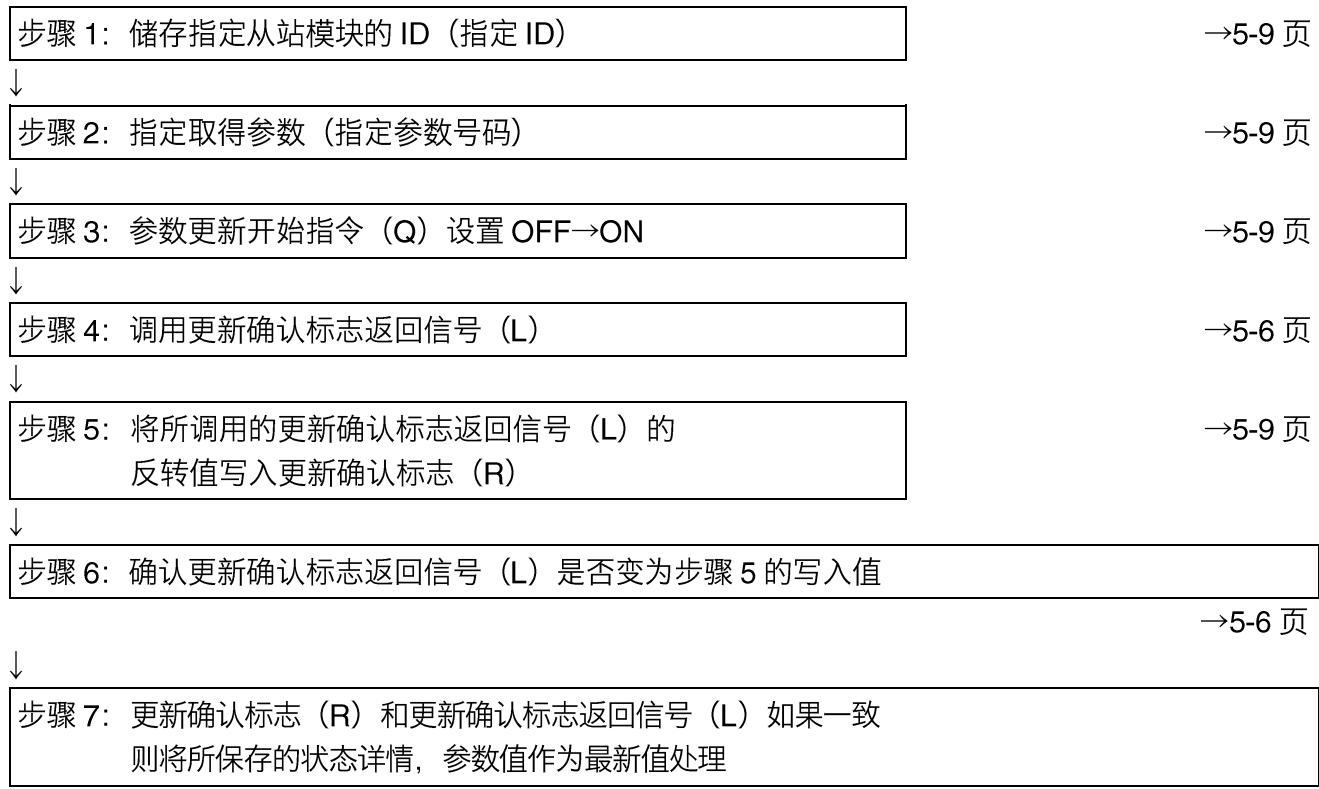 步骤 1：储存指定从站模块的 ID（指定 ID） →5-9 页
↓
步骤 2：指定取得参数（指定参数号码） →5-9 页
↓
步骤 3：参数更新开始指令（Q）设置 OFF→ON →5-9 页
↓
步骤 4：调用更新确认标志返回信号（L） →5-6 页
↓
步骤 5：将所调用的更新确认标志返回信号（L）的 →5-9 页
反转值写入更新确认标志（R）
↓
步骤 6：确认更新确认标志返回信号（L）是否变为步骤 5 的写入值
→5-6 页
↓
步骤 7：更新确认标志（R）和更新确认标志返回信号（L）如果一致
则将所保存的状态详情，参数值作为最新值处理